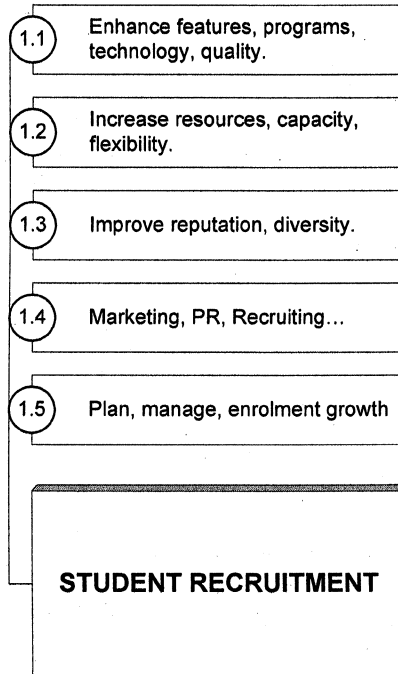 1.1 Enhance features, programs,
technology, quality.
1.2 Increase resources, capacity,
flexibility.
1.3 Improve reputation, diversity.
1.4 Marketing, PR, Recruiting...
1.5 Plan, manage, enrolment growth
STUDENT RECRUITMENT